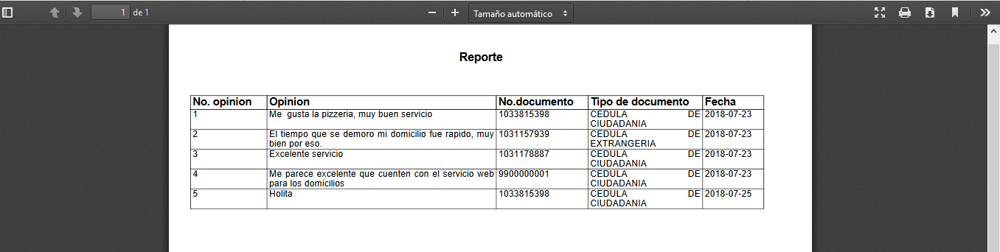 1 de 1 Tamaño automático
Reporte
No. opinion Opinion No.documento Tipo de documento Fecha
1 Me gusta la pizzeria, muy buen servicio 1033815398 CEDULA DE 2018-07-23
CIUDADANIA
2 El tiempo que se demoro mi domicilio fue rapido, muy 1031157939 CEDULA DE 2018-07-23
bien por eso. EXTRANGERIA
3 Excelente servicio 1031178887 CEDULA DE 2018-07-23
CIUDADANIA
4 Me parece excelente que cuenten con el servicio web 9900000001 CEDULA DE 2018-07-23
para los domicilios CIUDADANIA
5 Holita 1033815398 CEDULA DE 2018-07-25
CIUDADANIA